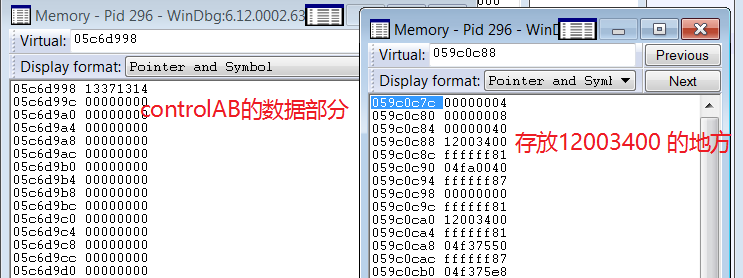 Memory - Pid 296 - WinDbg:6.12.0002.63
Virtual: 05c6d998
Display format: Pointer and Symbol
05c6d998 13371314
05c6d99c 00000000
05c6d9a0 00000000
05c6d9a4 00000000
05c6d9a8 00000000
05c6d9ac 00000000
05c6d9b0 00000000
05c6d9b4 00000000
05c6d9b8 00000000
05c6d9bc 00000000
05c6d9c0 00000000
05c6d9c4 00000000
05c6d9c8 00000000
05c6d9cc 00000000
05c6d9d0 00000000
controlAB的数据部分
Memory - Pid 296 - WinD
Virtual: 059c0c88
Previous
Display format: Pointer and Symb
Next
059c0c7c 00000004
059c0c80 00000008
059c0c84 00000040
059c0c88 12003400
059c0c8c ffffff81
059c0c90 04fa0040
059c0c94 ffffff87
059c0c98 00000000
059c0c9c ffffff81
059c0ca0 12003400
059c0ca4 ffffff81
059c0ca8 04f37550
059c0cac ffffff87
059c0cb0 04f375e8
存放12003400 的地方